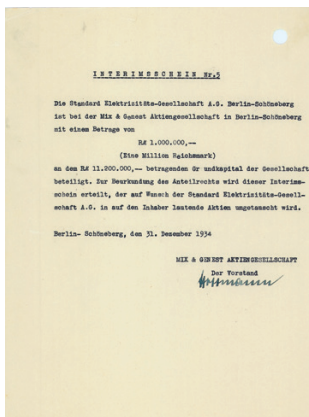 INTERIMSSCHEIN Nr.5
Die Standard Elektrizitäts-Gesellschaft A.G. Berlin-Schöneberg
ist bei der Mix & Genest Aktiengesellschaft in Berlin-Schöneberg
mit einem Betrage von
RM 1.000.000,--
(Eine Million Reichsmark)
an dem RM 11.200.000,-- betragenden Gr undkapital der Gesellschaft
beteiligt. Zur Beurkundung des Anteilrechts wird dieser Interims-
schein erteilt, der auf Wunsch der Standard Elektrizitäts-Gesell-
schaft A.G. in auf den Inhaber lautende Aktien umgetauscht wird.
Berlin- Schöneberg, den 31. Dezember 1934
MIX & GENEST AKTIENGESELLSCHAFT
Der Vorstand